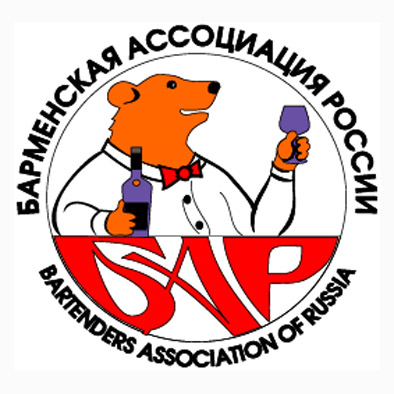 БАРМЕНСКАЯ АССОЦИАЦИЯ РОССИИ
БАР
BARTENDERS ASSOCIATION OF RUSSIA